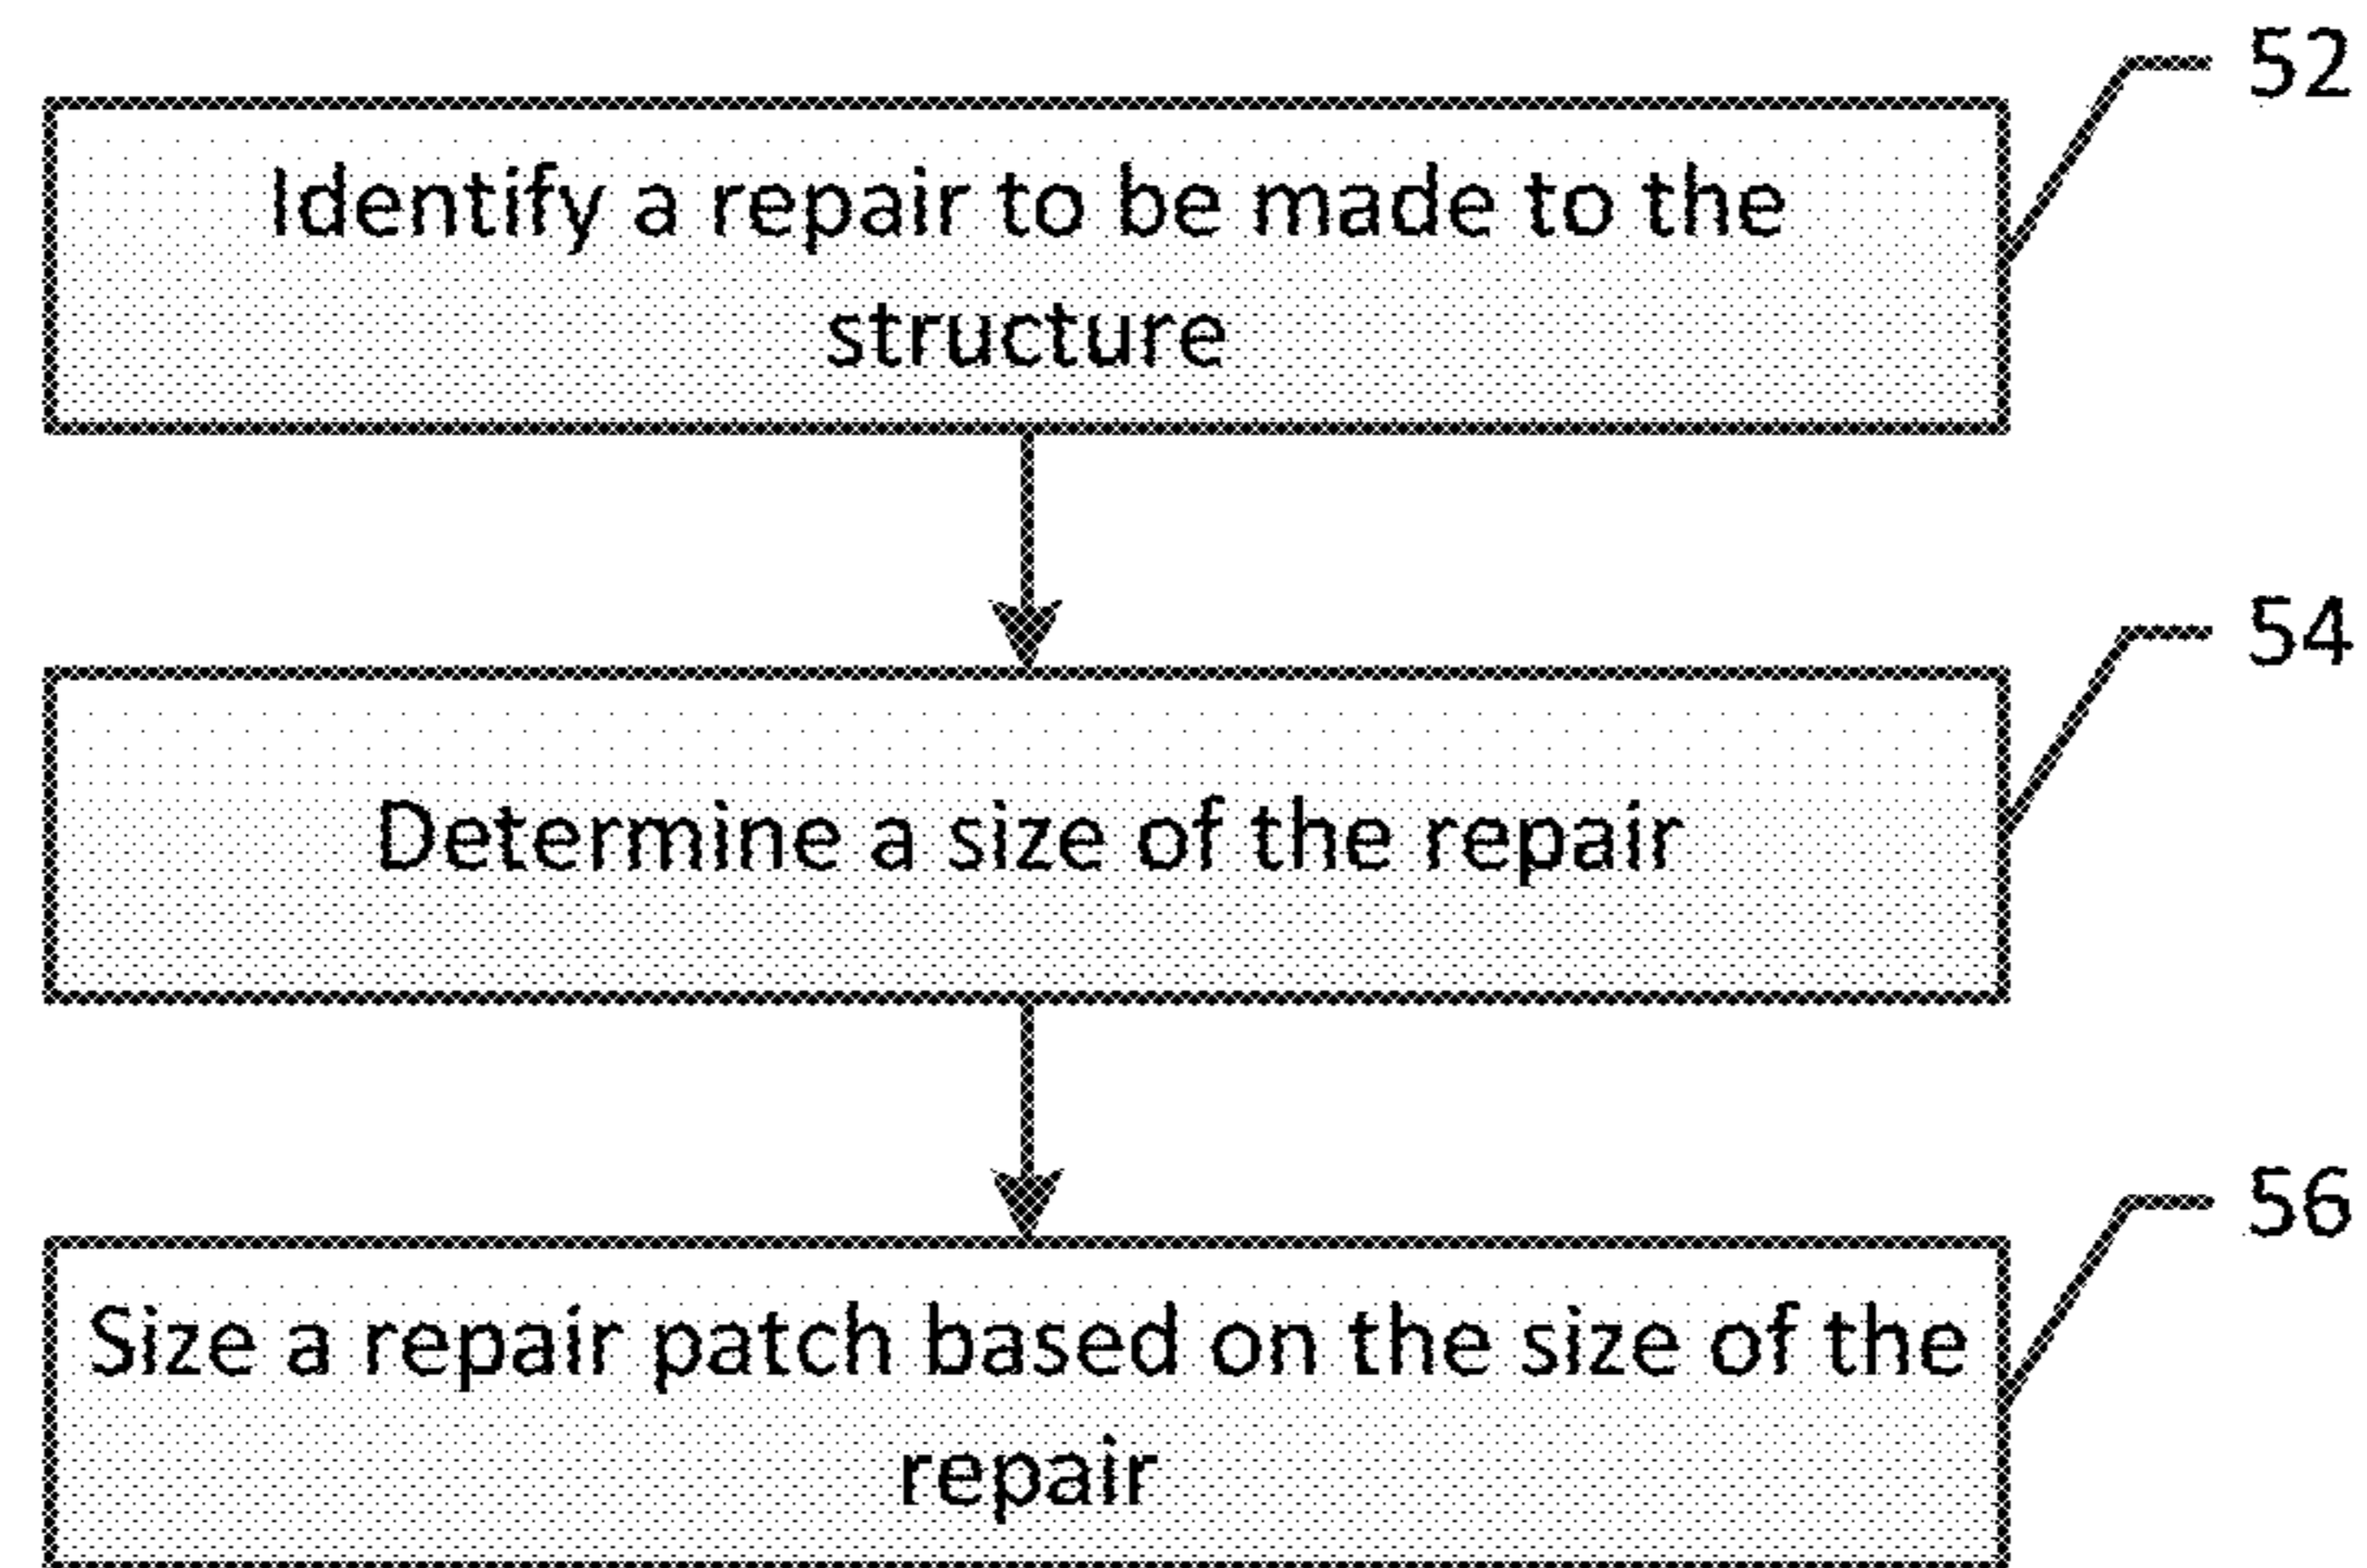 52
Identify a repair to be made to the
structure
54
Determine a size of the repair
56
Size a repair patch based on the size of the
repair